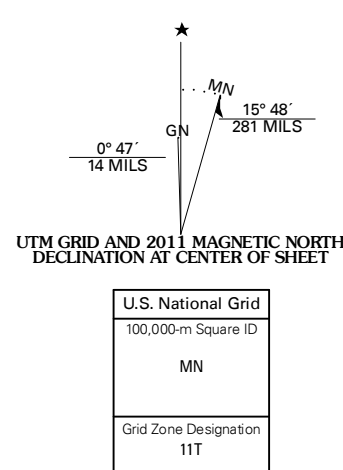 ★
MN
15° 48´
281 MILS
GN
0° 47´
14 MILS
UTM GRID AND 2011 MAGNETIC NORTH
DECLINATION AT CENTER OF SHEET
U.S. National Grid
100,000-m Square ID
MN
Grid Zone Designation
11T